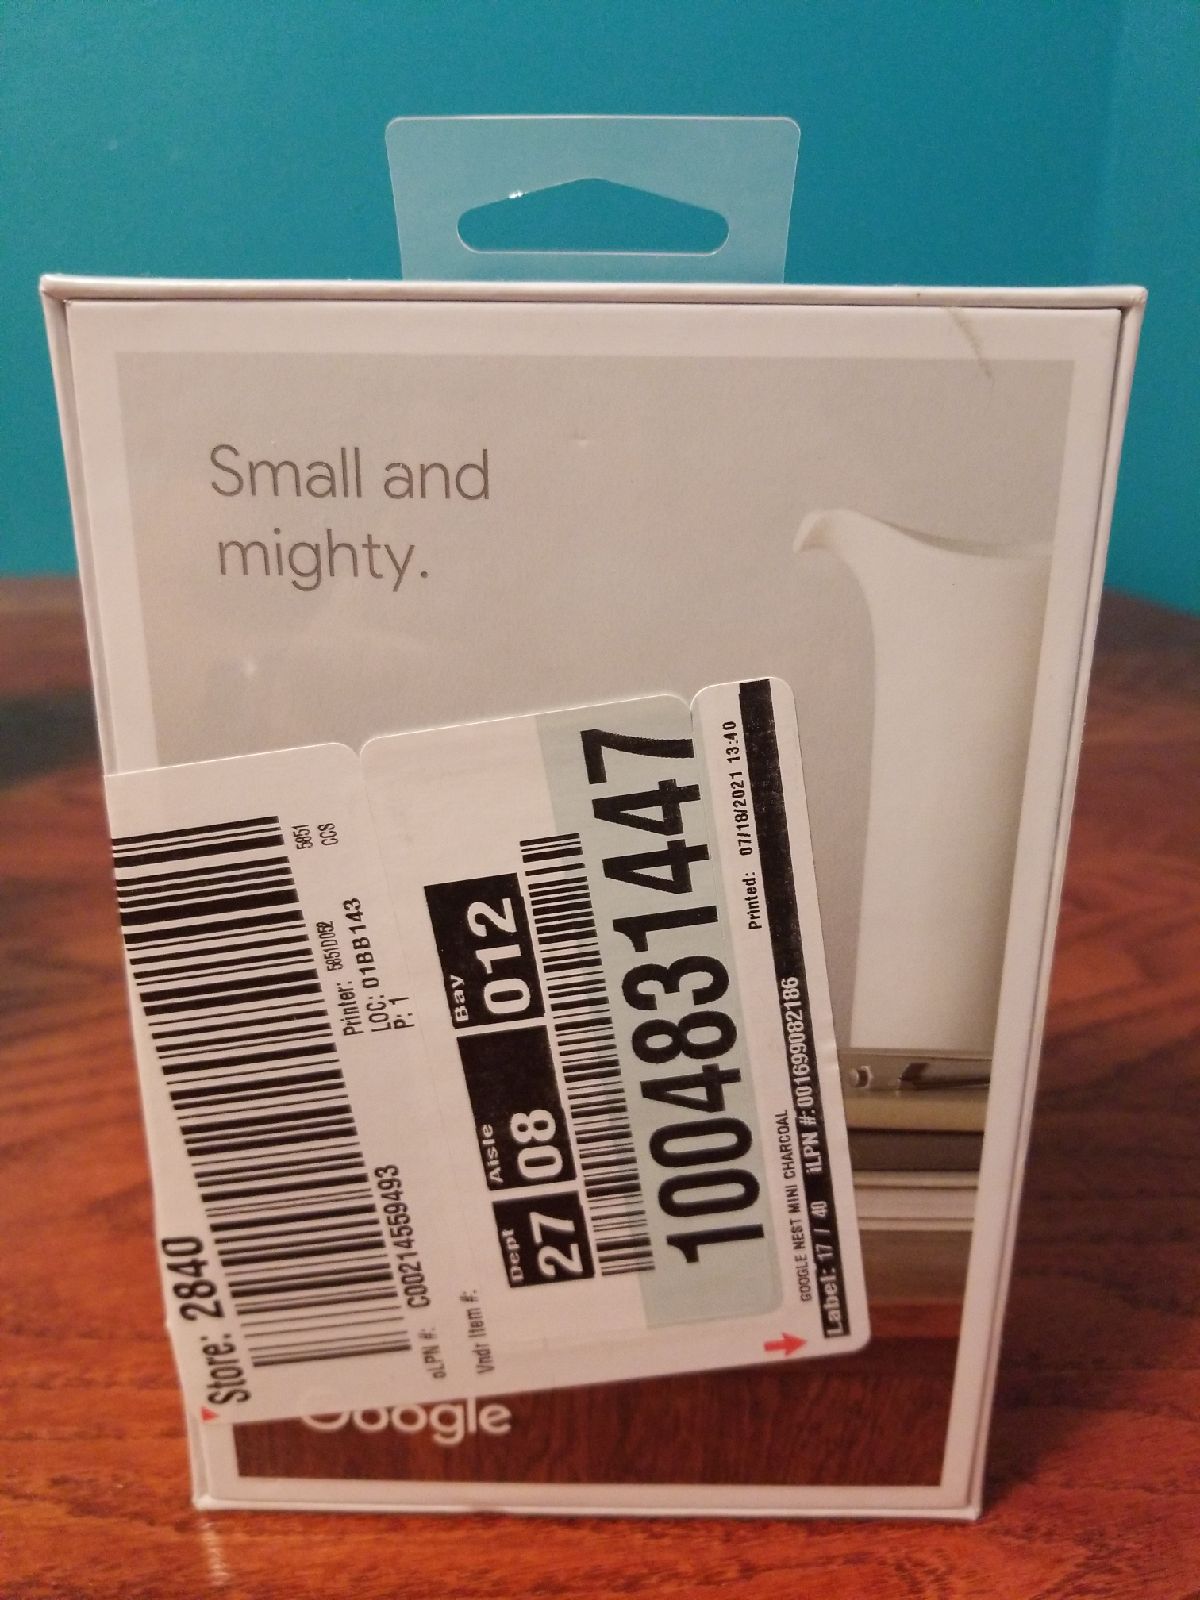 Small and
mighty.
Store: 2840
5851
CCS
Printer: 5851D052
LOC: 01BB143
P: 1
oLPN #: C00214559493
Vndr Item #:
Dept Aisle Bay
27 08 012
1004831447
Printed: 07/18/2021 13:40
GOOGLE NEST MINI CHARCOAL
Label: 17 / 40 iLPN #:001699082186
Google